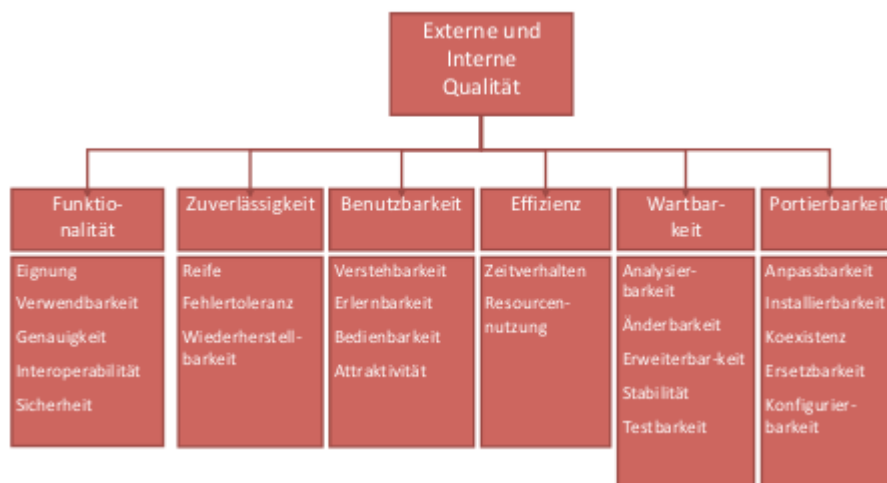 Externe und
Interne
Qualität
Funktio-
nalität
Zuverlässigkeit
Benutzbarkeit
Effizienz
Wartbar-
keit
Portierbarkeit
Eignung
Verwendbarkeit
Genauigkeit
Interoperabilität
Sicherheit
Reife
Fehlertoleranz
Wiederherstell-
barkeit
Verstehbarkeit
Erlernbarkeit
Bedienbarkeit
Attraktivität
Zeitverhalten
Resourcen-
nutzung
Analysier-
barkeit
Änderbarkeit
Erweiterbar-keit
Stabilität
Testbarkeit
Anpassbarkeit
Installierbarkeit
Koexistenz
Ersetzbarkeit
Konfigurier-
barkeit